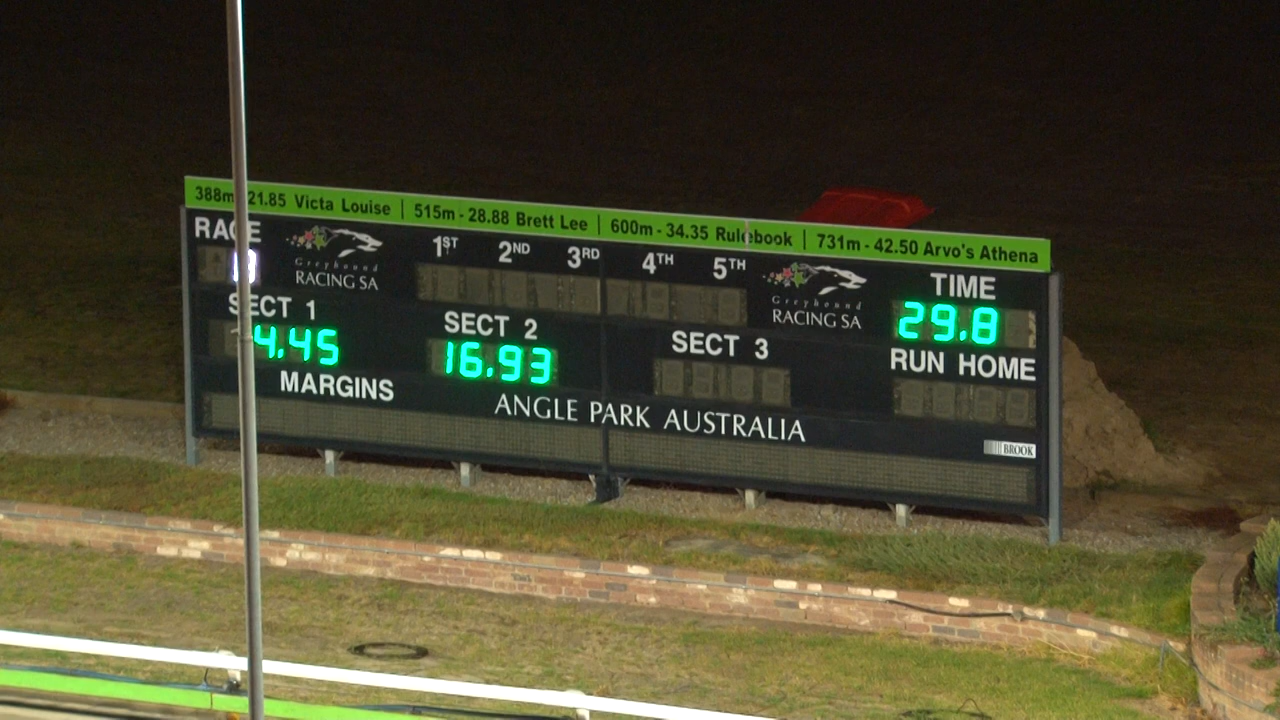 388m 21.85 Victa Louise | 515m - 28.88 Brett Lee | 600m - 34.35 Rulebook | 731m - 42.50 Arvo's Athena
RACE
Greyhound
RACING SA
1ST 2ND 3RD 4TH 5TH
Greyhound
RACING SA
TIME
29.8
SECT 1
4.45
SECT 2
16.93
SECT 3
RUN HOME
MARGINS
ANGLE PARK AUSTRALIA
BROOK